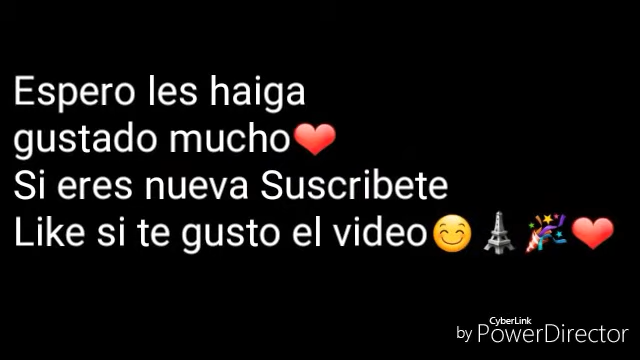 Espero les haiga
gustado mucho❤
Si eres nueva Suscribete
Like si te gusto el video😊🗼🎉❤
CyberLink
by PowerDirector